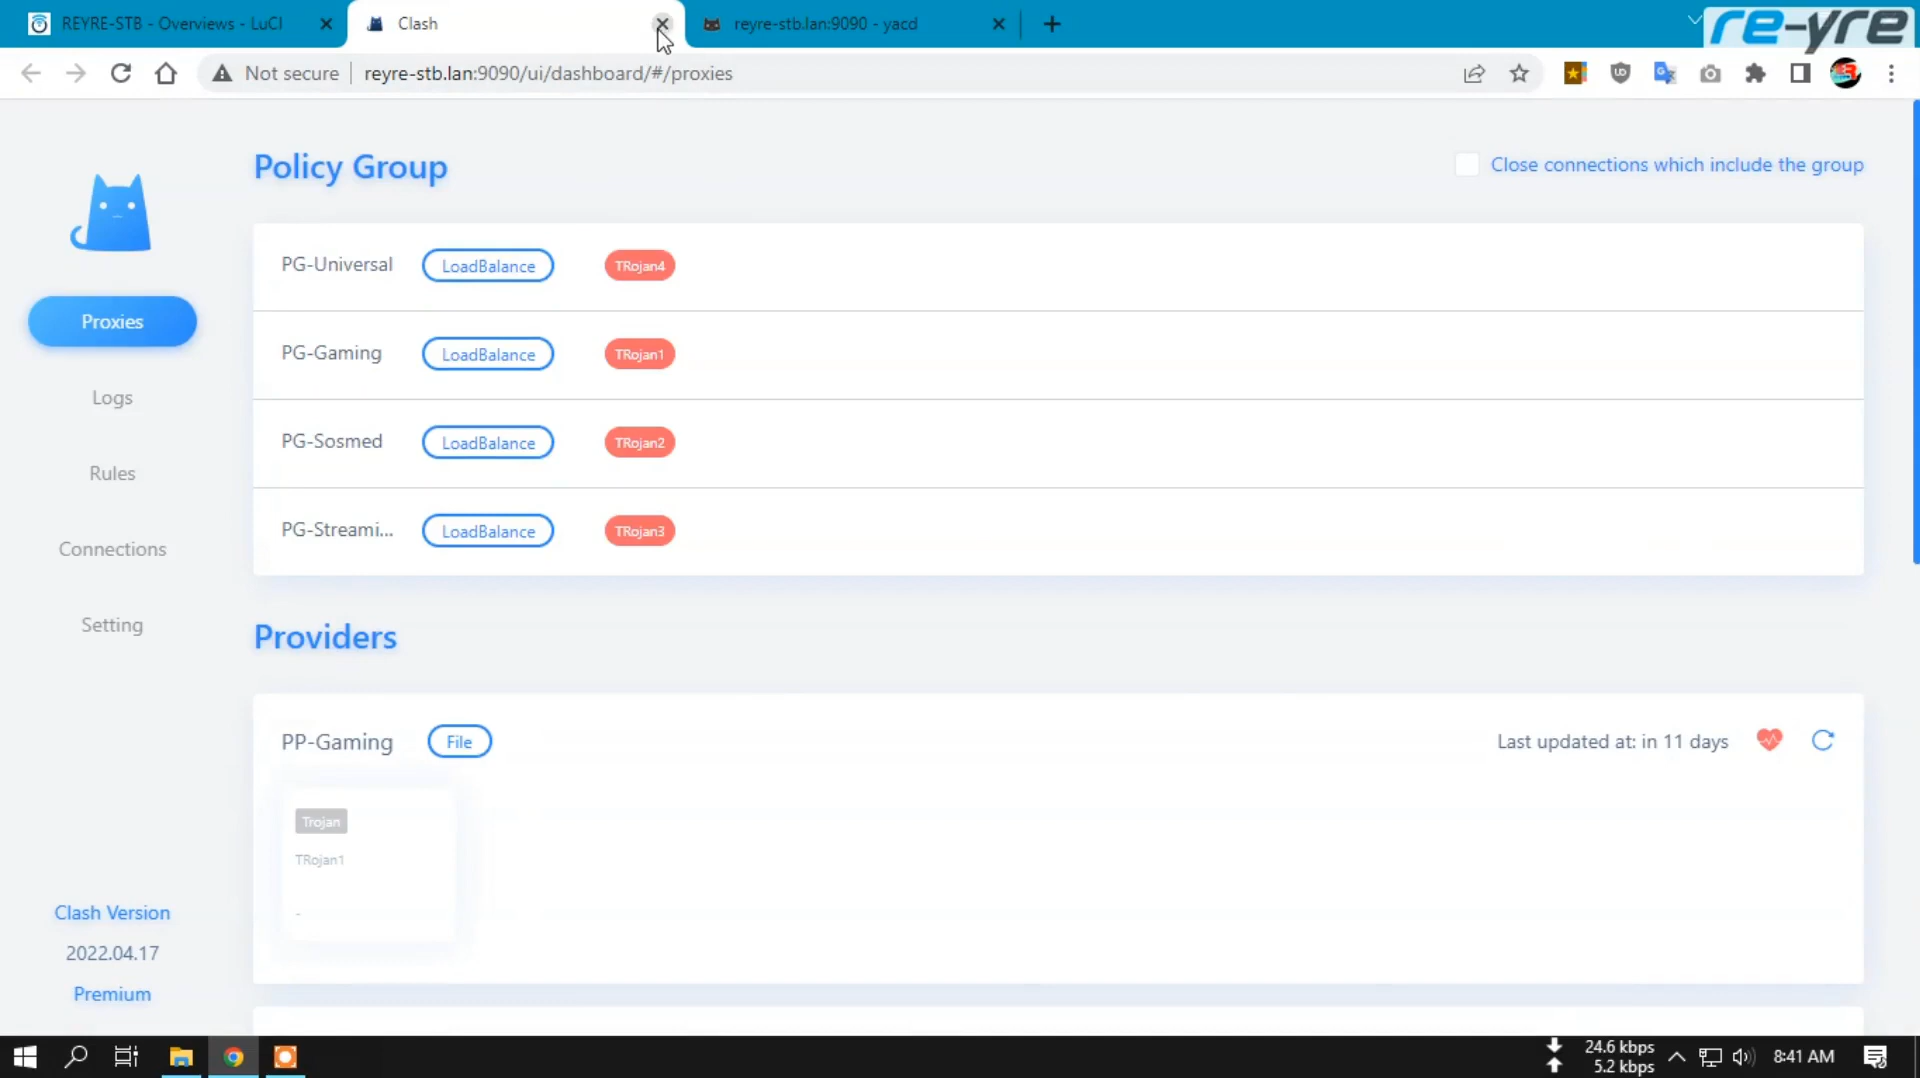 REYRE-STB - Overviews - LuCI
Clash
reyre-stb.lan:9090 - yacd
re-yre
Not secure
reyre-stb.lan:9090/ui/dashboard/#/proxies
Policy Group
Close connections which include the group
PG-Universal LoadBalance TRojan4
PG-Gaming LoadBalance TRojan1
PG-Sosmed LoadBalance TRojan2
PG-Streami... LoadBalance TRojan3
Proxies
Logs
Rules
Connections
Setting
Providers
PP-Gaming File Last updated at: in 11 days
Trojan
TRojan1
-
Clash Version
2022.04.17
Premium
24.6 kbps
5.2 kbps
8:41 AM